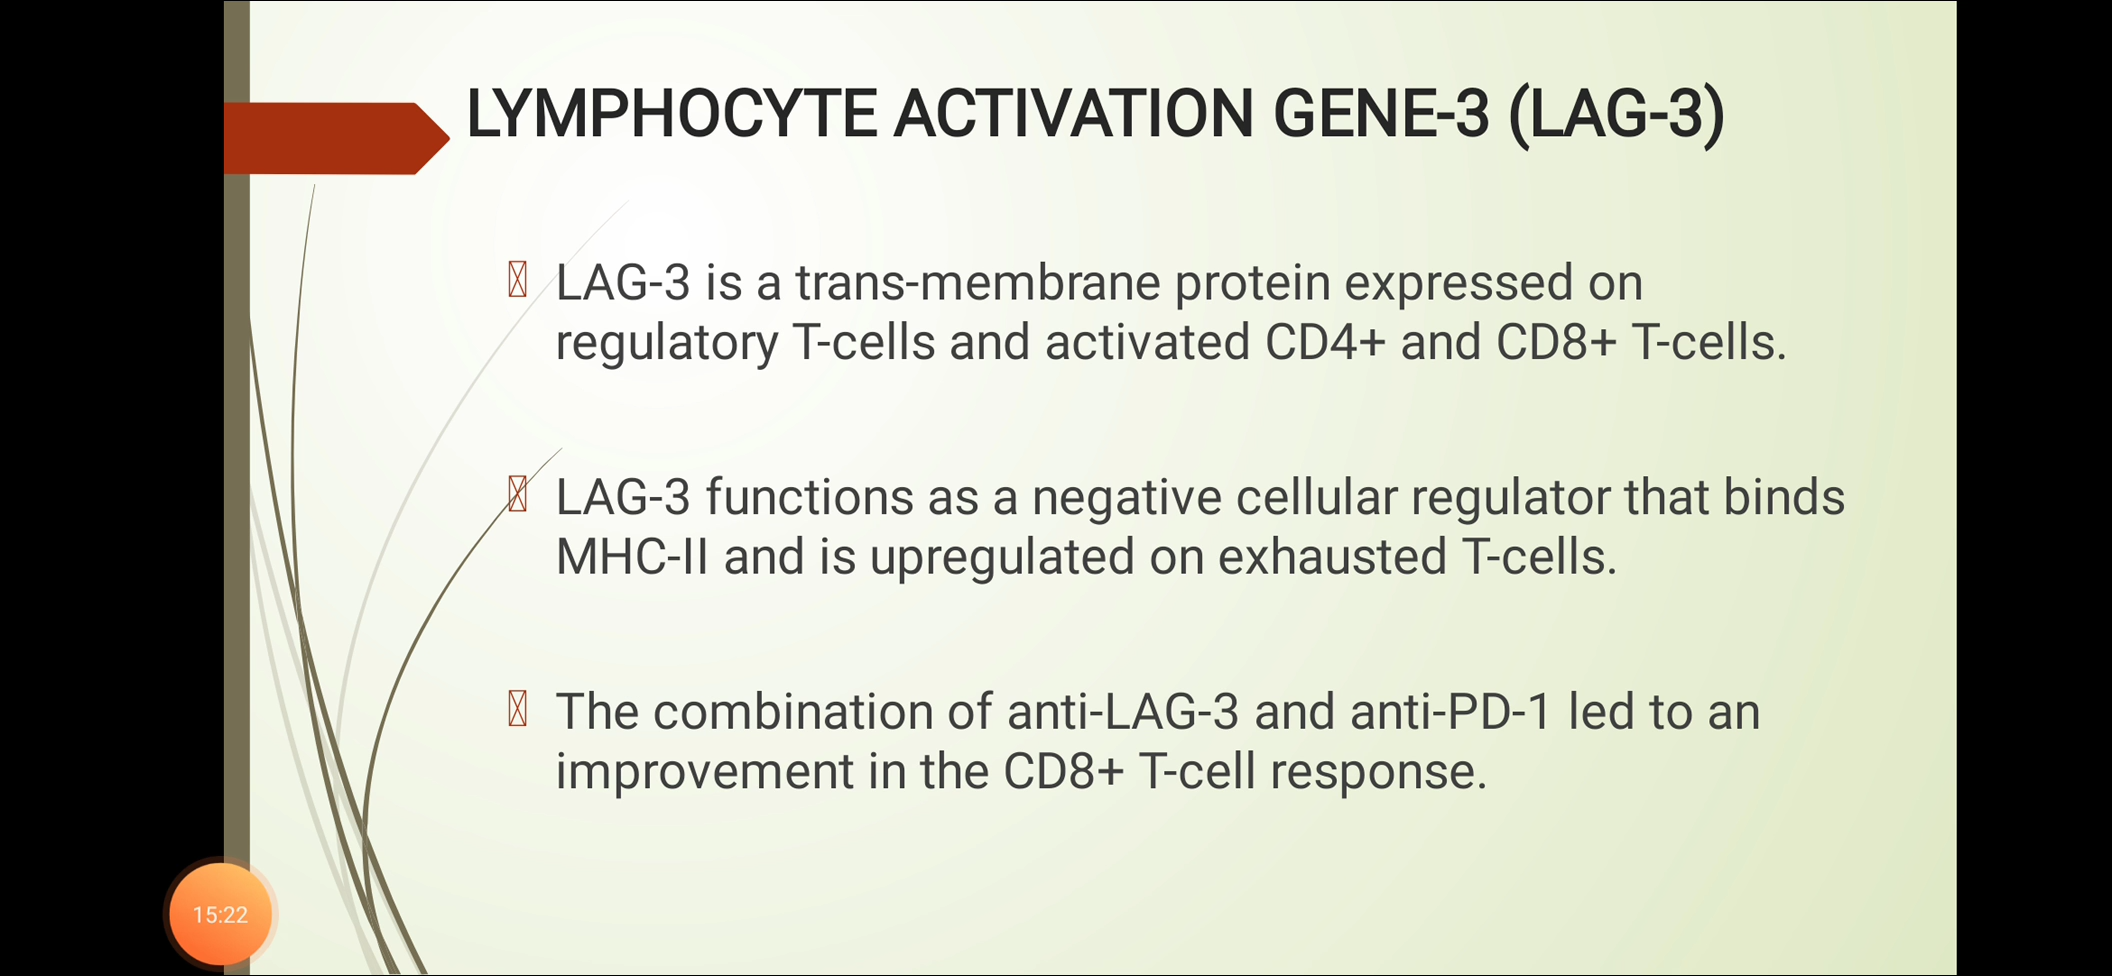 LYMPHOCYTE ACTIVATION GENE-3 (LAG-3)
LAG-3 is a trans-membrane protein expressed on
regulatory T-cells and activated CD4+ and CD8+ T-cells.
LAG-3 functions as a negative cellular regulator that binds
MHC-II and is upregulated on exhausted T-cells.
The combination of anti-LAG-3 and anti-PD-1 led to an
improvement in the CD8+ T-cell response.
15:22